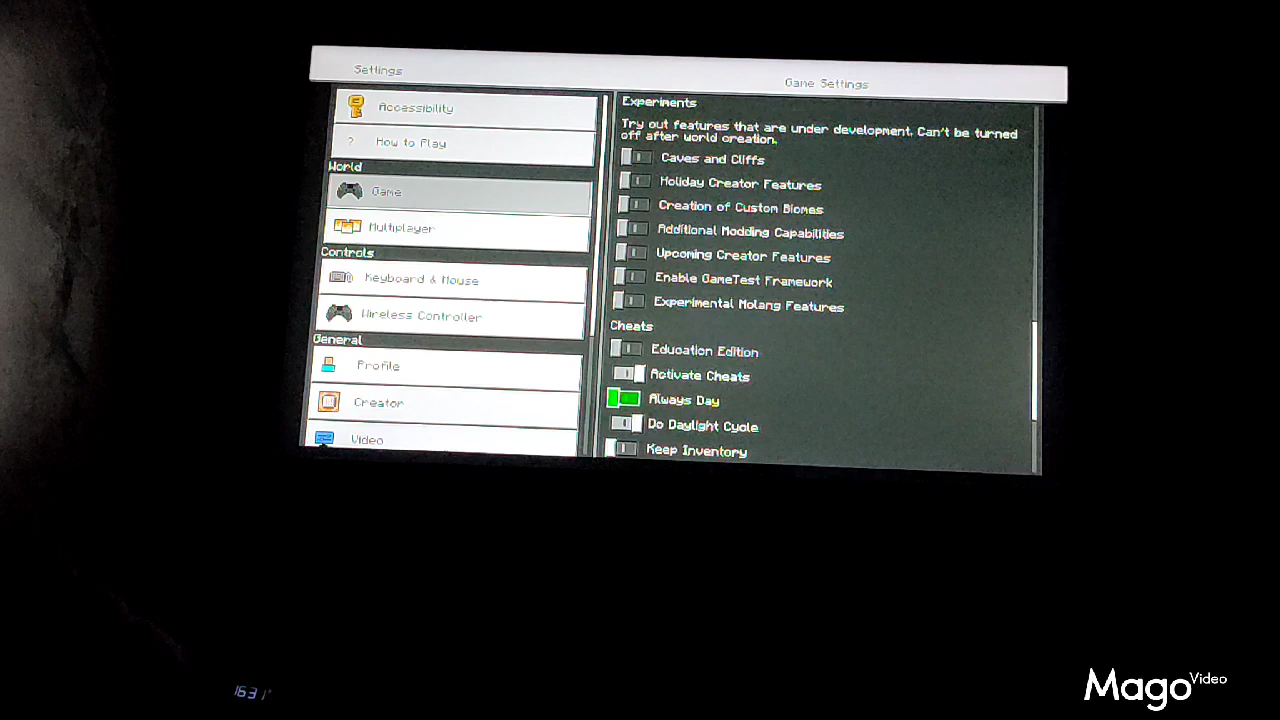 Settings
Game Settings
Accessibility
? How to Play
World
Game
Multiplayer
Controls
Keyboard & Mouse
Wireless Controller
General
Profile
Creator
Video
Experiments
Try out features that are under development. Can't be turned
off after world creation.
Caves and Cliffs
Holiday Creator Features
Creation of Custom Biomes
Additional Modding Capabilities
Upcoming Creator Features
Enable GameTest Framework
Experimental Molang Features
Cheats
Education Edition
Activate Cheats
Always Day
Do Daylight Cycle
Keep Inventory
Mago Video